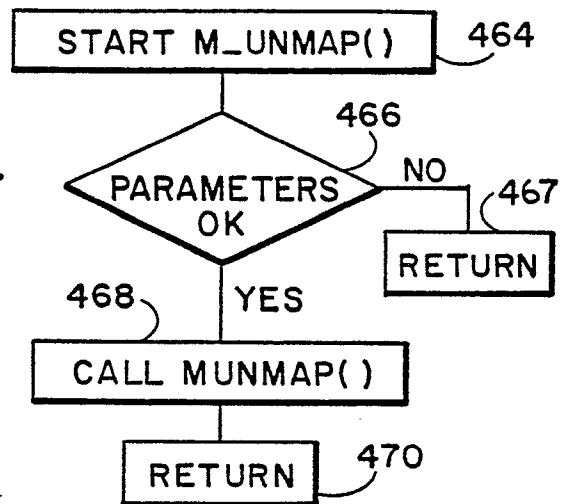 START M_UNMAP()
464
466
PARAMETERS
OK
NO
467
RETURN
468
YES
CALL MUNMAP( )
RETURN
470